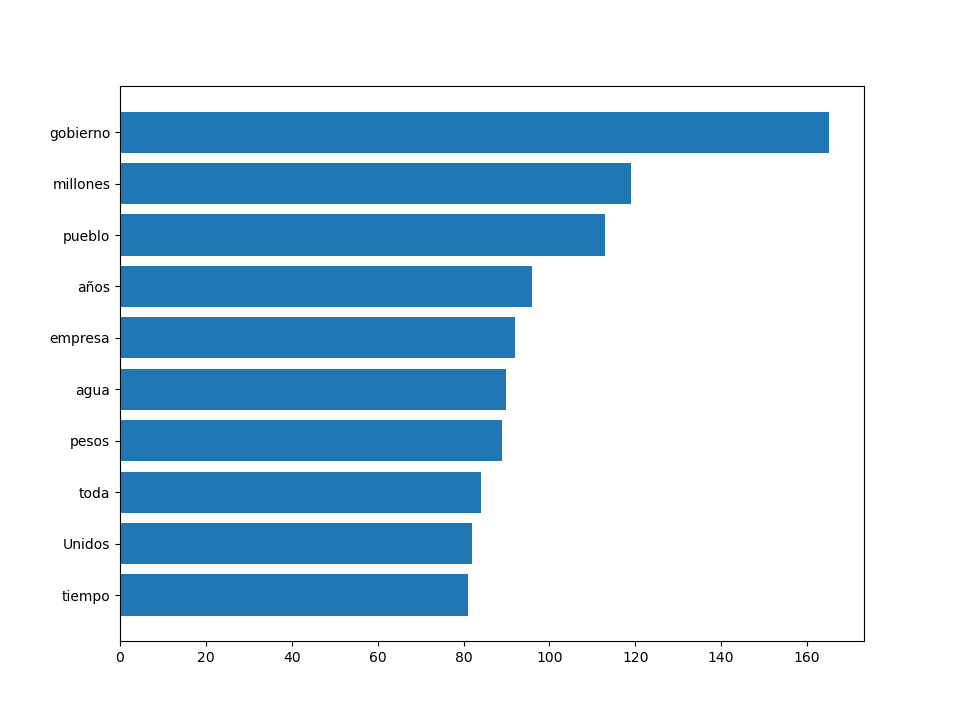 gobierno
millones
pueblo
años
empresa
agua
pesos
toda
Unidos
tiempo
0 20 40 60 80 100 120 140 160